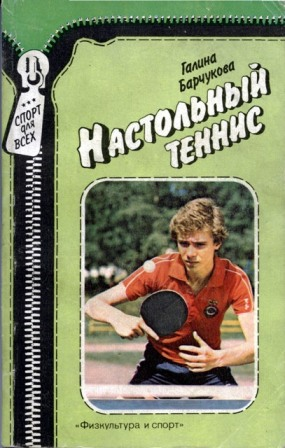 СПОРТ
ДЛЯ
ВСЕХ
Галина
Барчукова
НАСТОЛЬНЫЙ
ТЕННИС
«Физкультура и спорт»